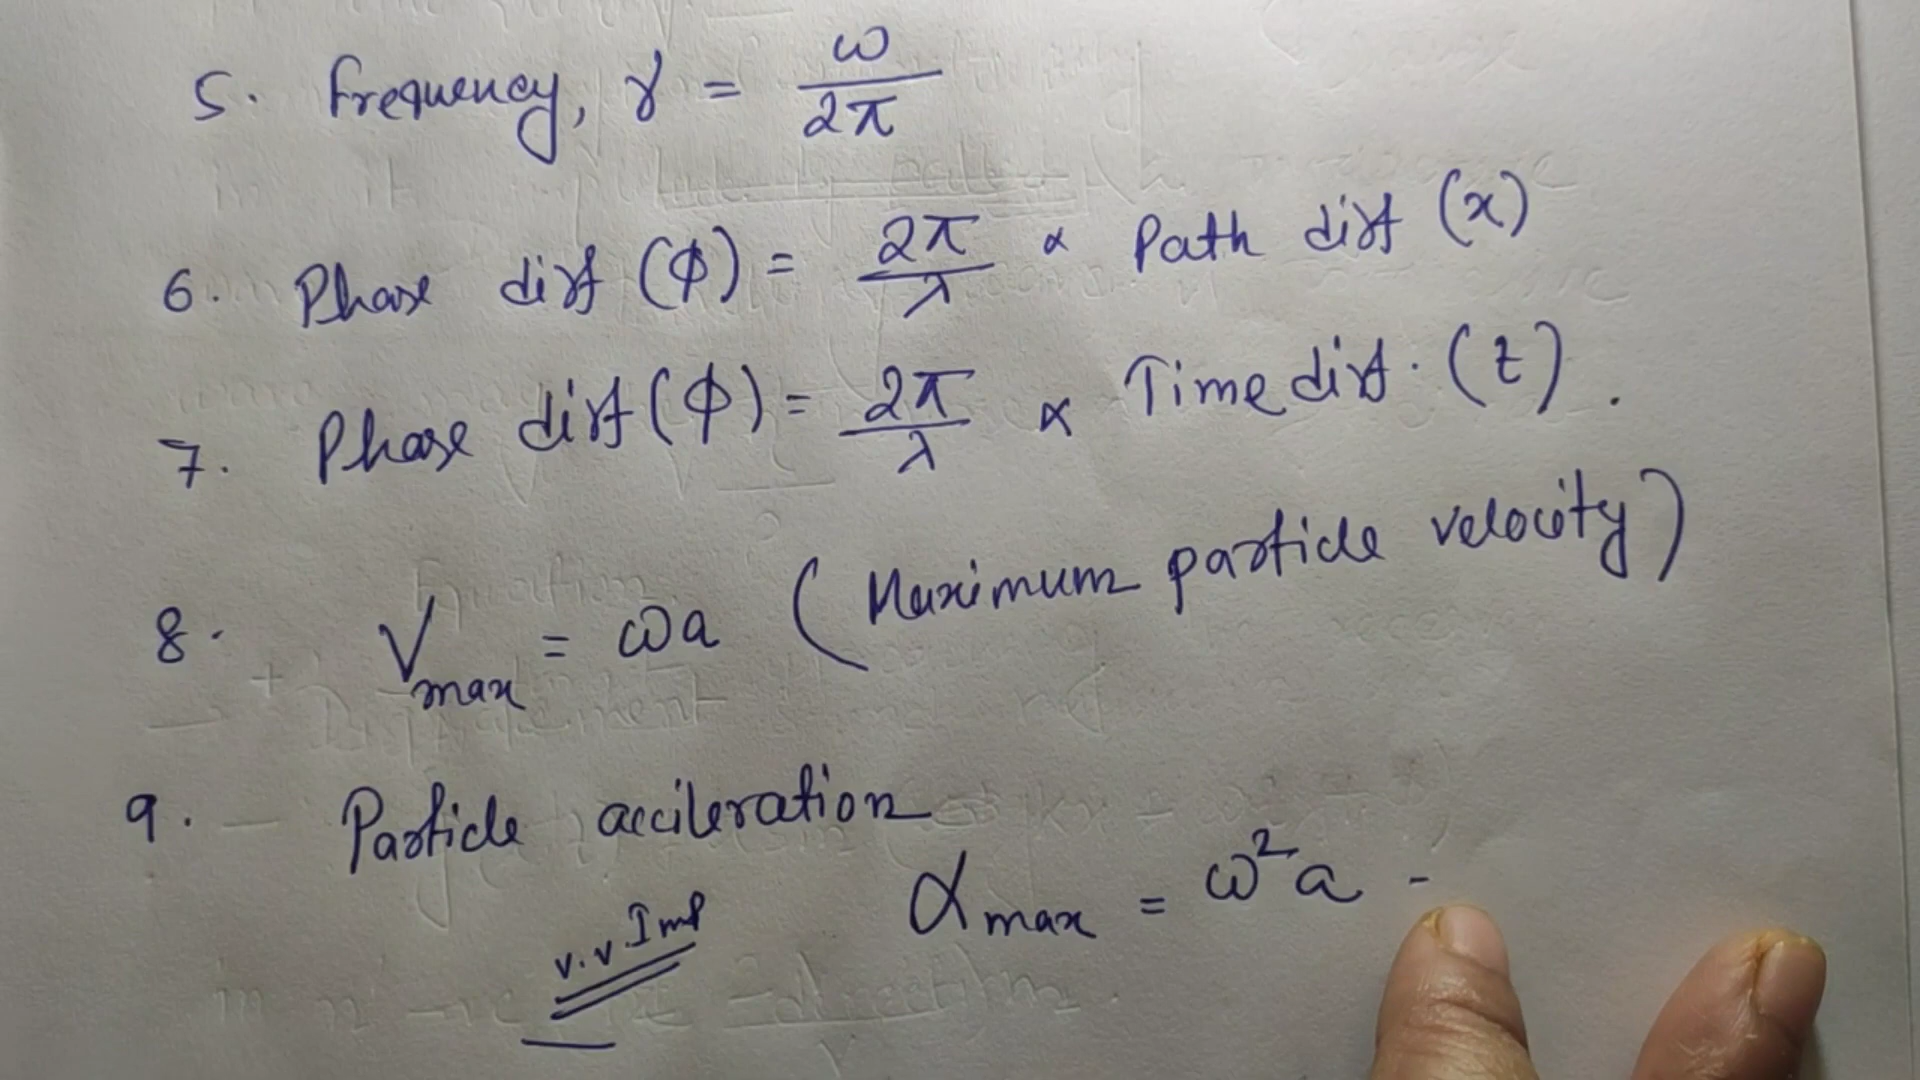 5. Frequency, γ = ω / 2π
6. Phase diff (ϕ) = 2π / λ × Path diff (x)
7. Phase diff (ϕ) = 2π / λ × Time diff. (t).
8. Vmax = ωa (Maximum particle velocity)
9. Particle accileration
αmax = ω²a -
v.v Imp